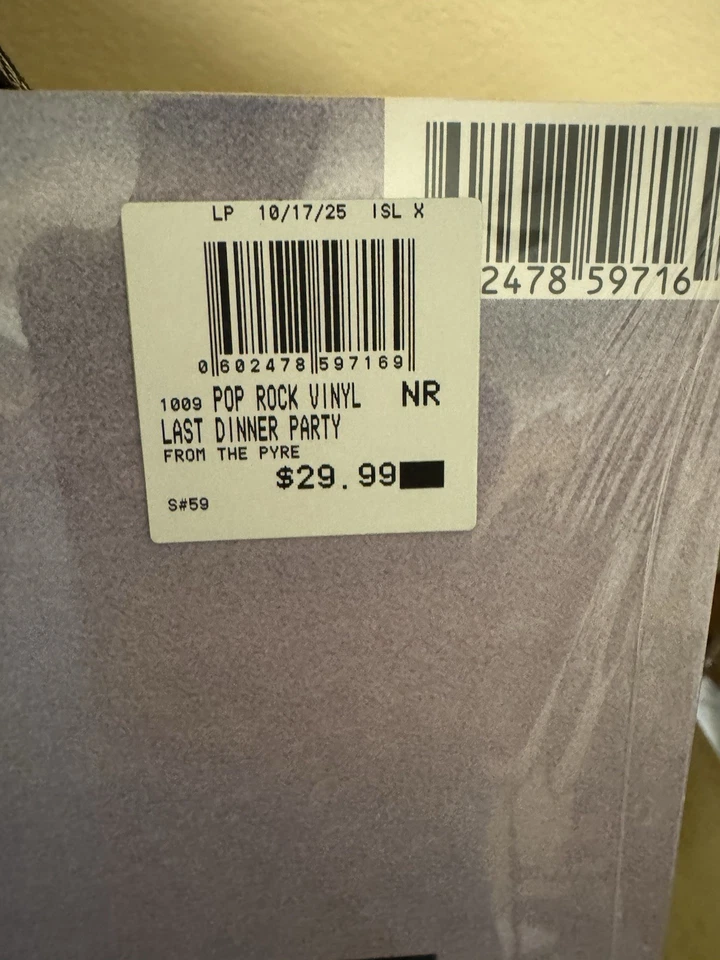 LP 10/17/25 ISL X
2478 59716
0 602478 597169
1009 POP ROCK VINYL NR
LAST DINNER PARTY
FROM THE PYRE
$29.99
S#59